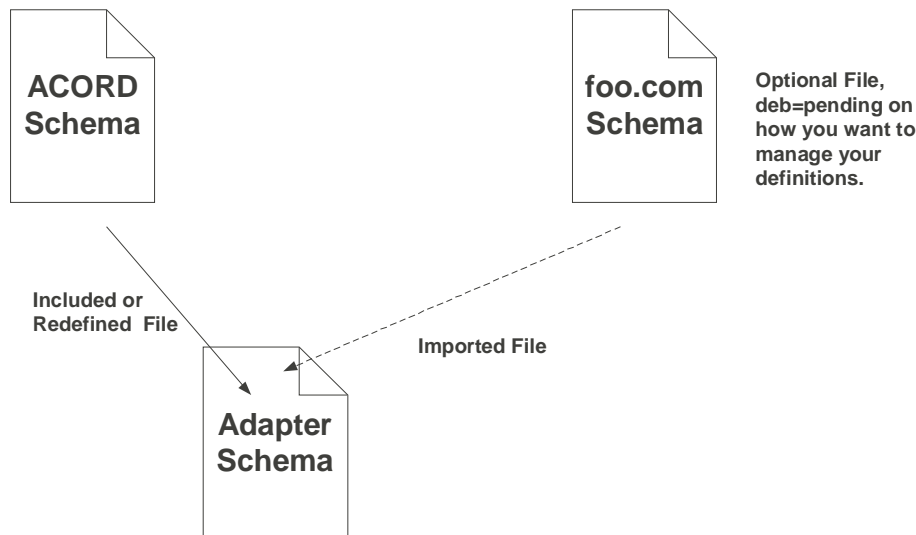 ACORD
Schema
foo.com
Schema
Optional File,
deb=pending on
how you want to
manage your
definitions.
Included or
Redefined File
Imported File
Adapter
Schema